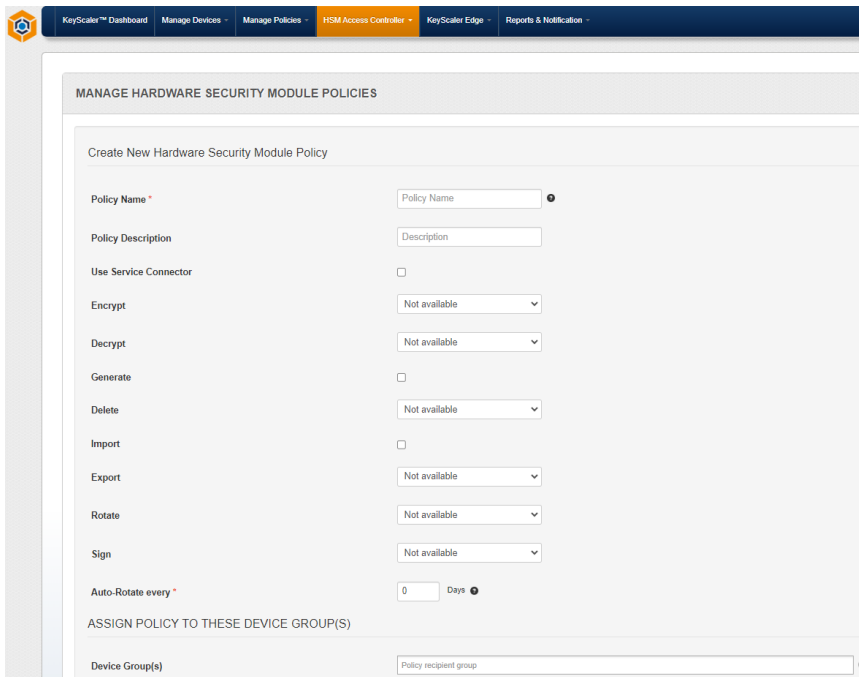 KeyScaler™ Dashboard Manage Devices Manage Policies HSM Access Controller KeyScaler Edge Reports & Notification
MANAGE HARDWARE SECURITY MODULE POLICIES
Create New Hardware Security Module Policy
Policy Name * Policy Name ?
Policy Description Description
Use Service Connector
Encrypt Not available
Decrypt Not available
Generate
Delete Not available
Import
Export Not available
Rotate Not available
Sign Not available
Auto-Rotate every * 0 Days ?
ASSIGN POLICY TO THESE DEVICE GROUP(S)
Device Group(s) Policy recipient group